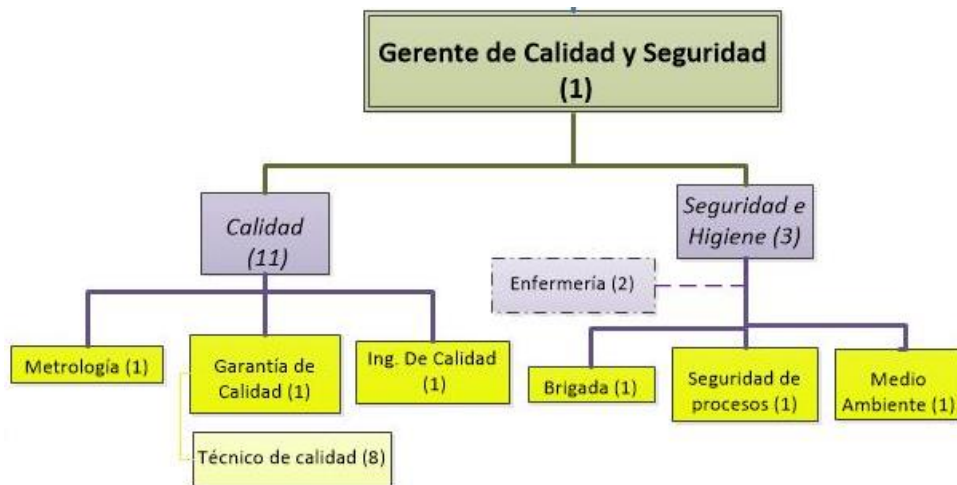 Gerente de Calidad y Seguridad
(1)
Calidad
(11)
Seguridad e
Higiene (3)
Enfermería (2)
Metrología (1)
Garantía de
Calidad (1)
Ing. De Calidad
(1)
Brigada (1)
Seguridad de
procesos (1)
Medio
Ambiente (1)
Técnico de calidad (8)